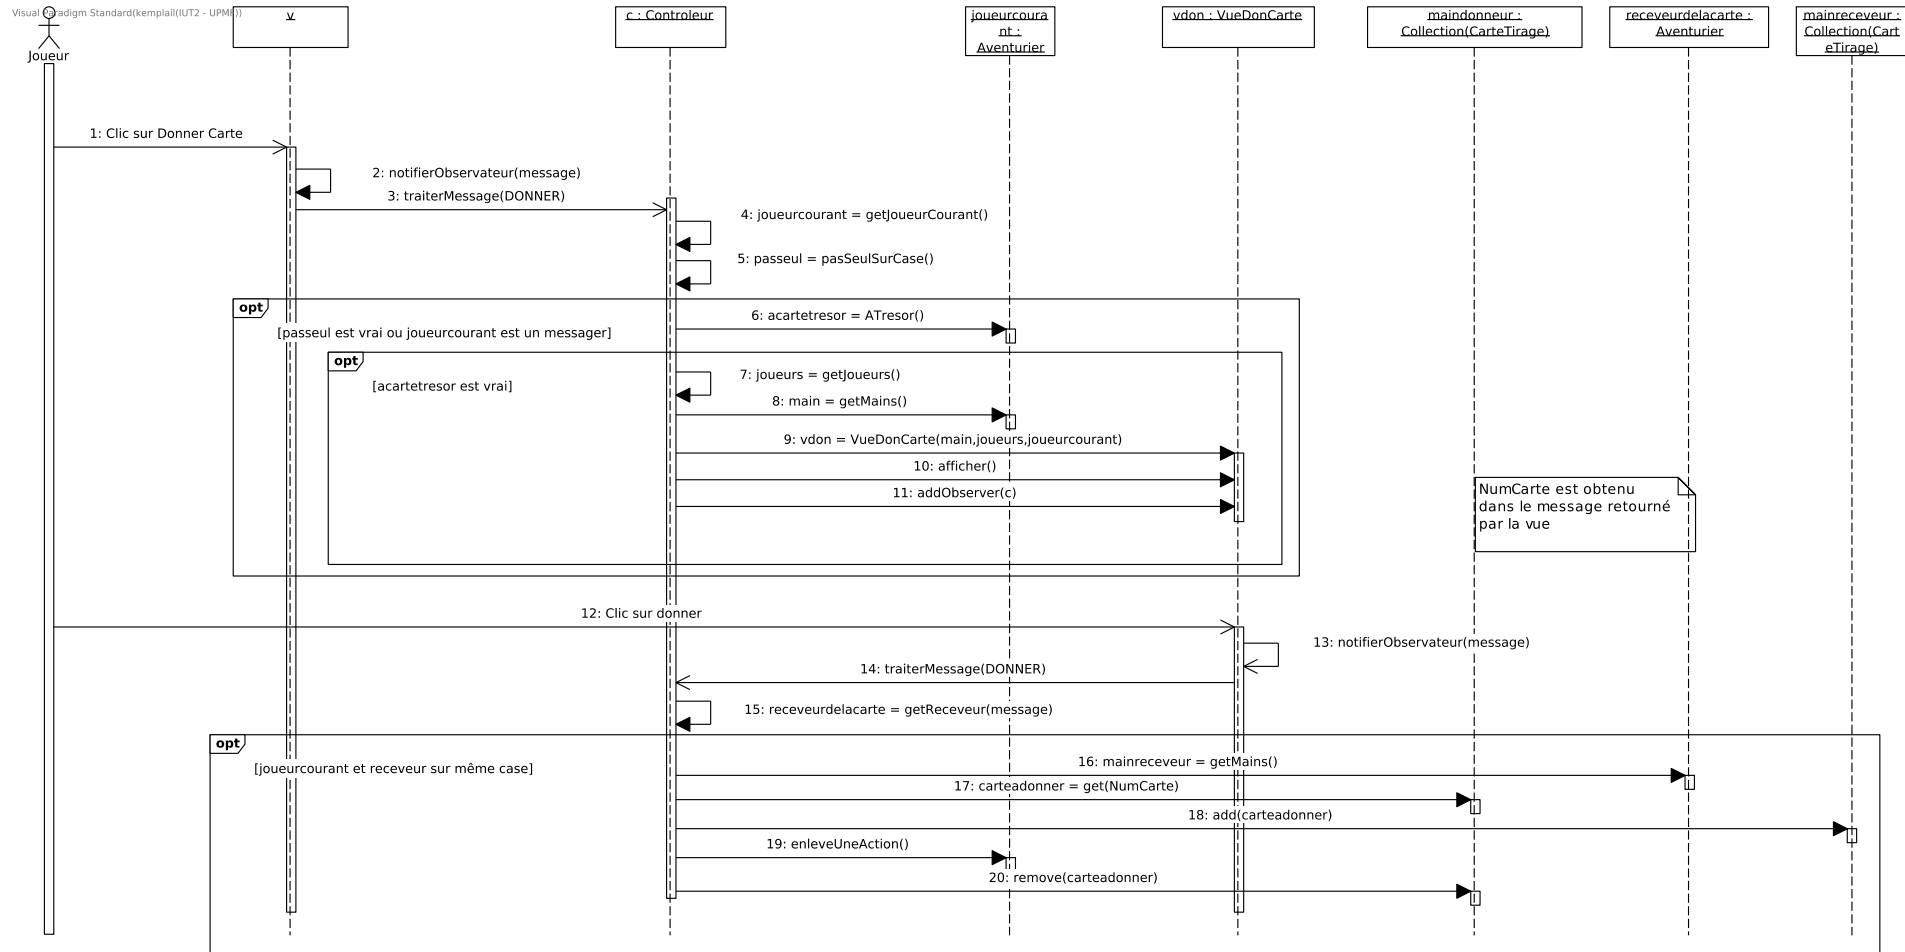 Visual Paradigm Standard(kemplail(IUT2 - UPMF))
Joueur
v
c : Controleur
joueurcoura
nt :
Aventurier
vdon : VueDonCarte
maindonneur :
Collection(CarteTirage)
receveurdelacarte :
Aventurier
mainreceveur :
Collection(Cart
eTirage)
1: Clic sur Donner Carte
2: notifierObservateur(message)
3: traiterMessage(DONNER)
4: joueurcourant = getJoueurCourant()
5: passeul = pasSeulSurCase()
opt
[passeul est vrai ou joueurcourant est un messager]
6: acartetresor = ATresor()
opt
[acartetresor est vrai]
7: joueurs = getJoueurs()
8: main = getMains()
9: vdon = VueDonCarte(main,joueurs,joueurcourant)
10: afficher()
11: addObserver(c)
NumCarte est obtenu
dans le message retourné
par la vue
12: Clic sur donner
13: notifierObservateur(message)
14: traiterMessage(DONNER)
15: receveurdelacarte = getReceveur(message)
opt
[joueurcourant et receveur sur même case]
16: mainreceveur = getMains()
17: carteadonner = get(NumCarte)
18: add(carteadonner)
19: enleveUneAction()
20: remove(carteadonner)